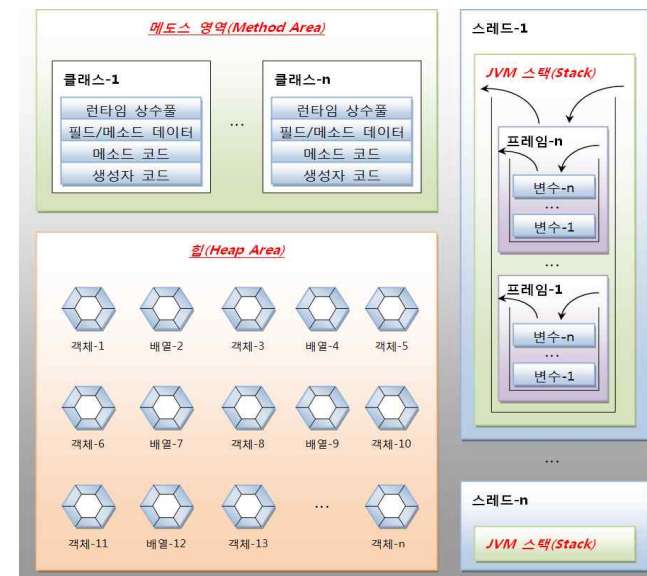 메도스 영역(Method Area)
클래스-1
런타임 상수풀
필드/메소드 데이터
메소드 코드
생성자 코드
...
클래스-n
런타임 상수풀
필드/메소드 데이터
메소드 코드
생성자 코드
힙(Heap Area)
객체-1 배열-2 객체-3 배열-4 객체-5
객체-6 배열-7 객체-8 배열-9 객체-10
...
객체-11 배열-12 객체-13 객체-n
스레드-1
JVM 스택(Stack)
프레임-n
변수-n
...
변수-1
...
프레임-1
변수-n
...
변수-1
...
스레드-n
JVM 스택(Stack)